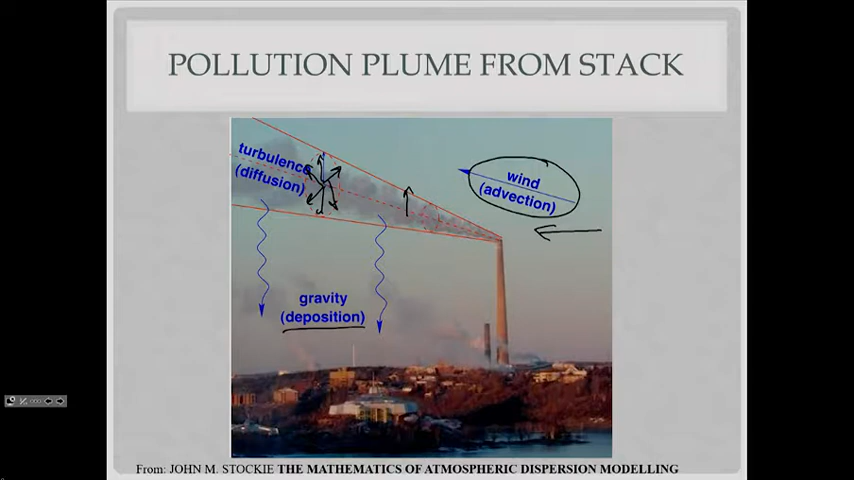 POLLUTION PLUME FROM STACK
turbulence
(diffusion)
wind
(advection)
gravity
(deposition)
From: JOHN M. STOCKIE THE MATHEMATICS OF ATMOSPHERIC DISPERSION MODELLING